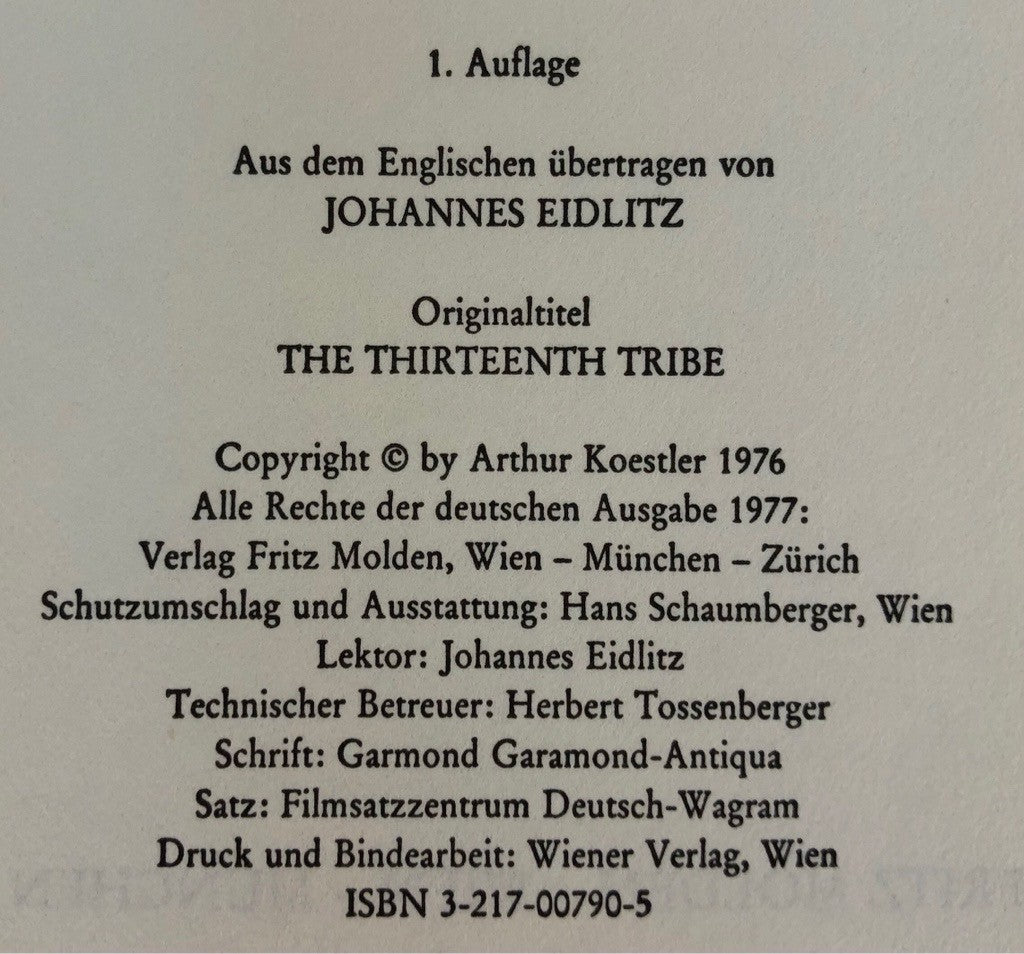 1. Auflage
Aus dem Englischen übertragen von
JOHANNES EIDLITZ
Originaltitel
THE THIRTEENTH TRIBE
Copyright © by Arthur Koestler 1976
Alle Rechte der deutschen Ausgabe 1977:
Verlag Fritz Molden, Wien – München – Zürich
Schutzumschlag und Ausstattung: Hans Schaumberger, Wien
Lektor: Johannes Eidlitz
Technischer Betreuer: Herbert Tossenberger
Schrift: Garmond Garamond-Antiqua
Satz: Filmsatzzentrum Deutsch-Wagram
Druck und Bindearbeit: Wiener Verlag, Wien
ISBN 3-217-00790-5